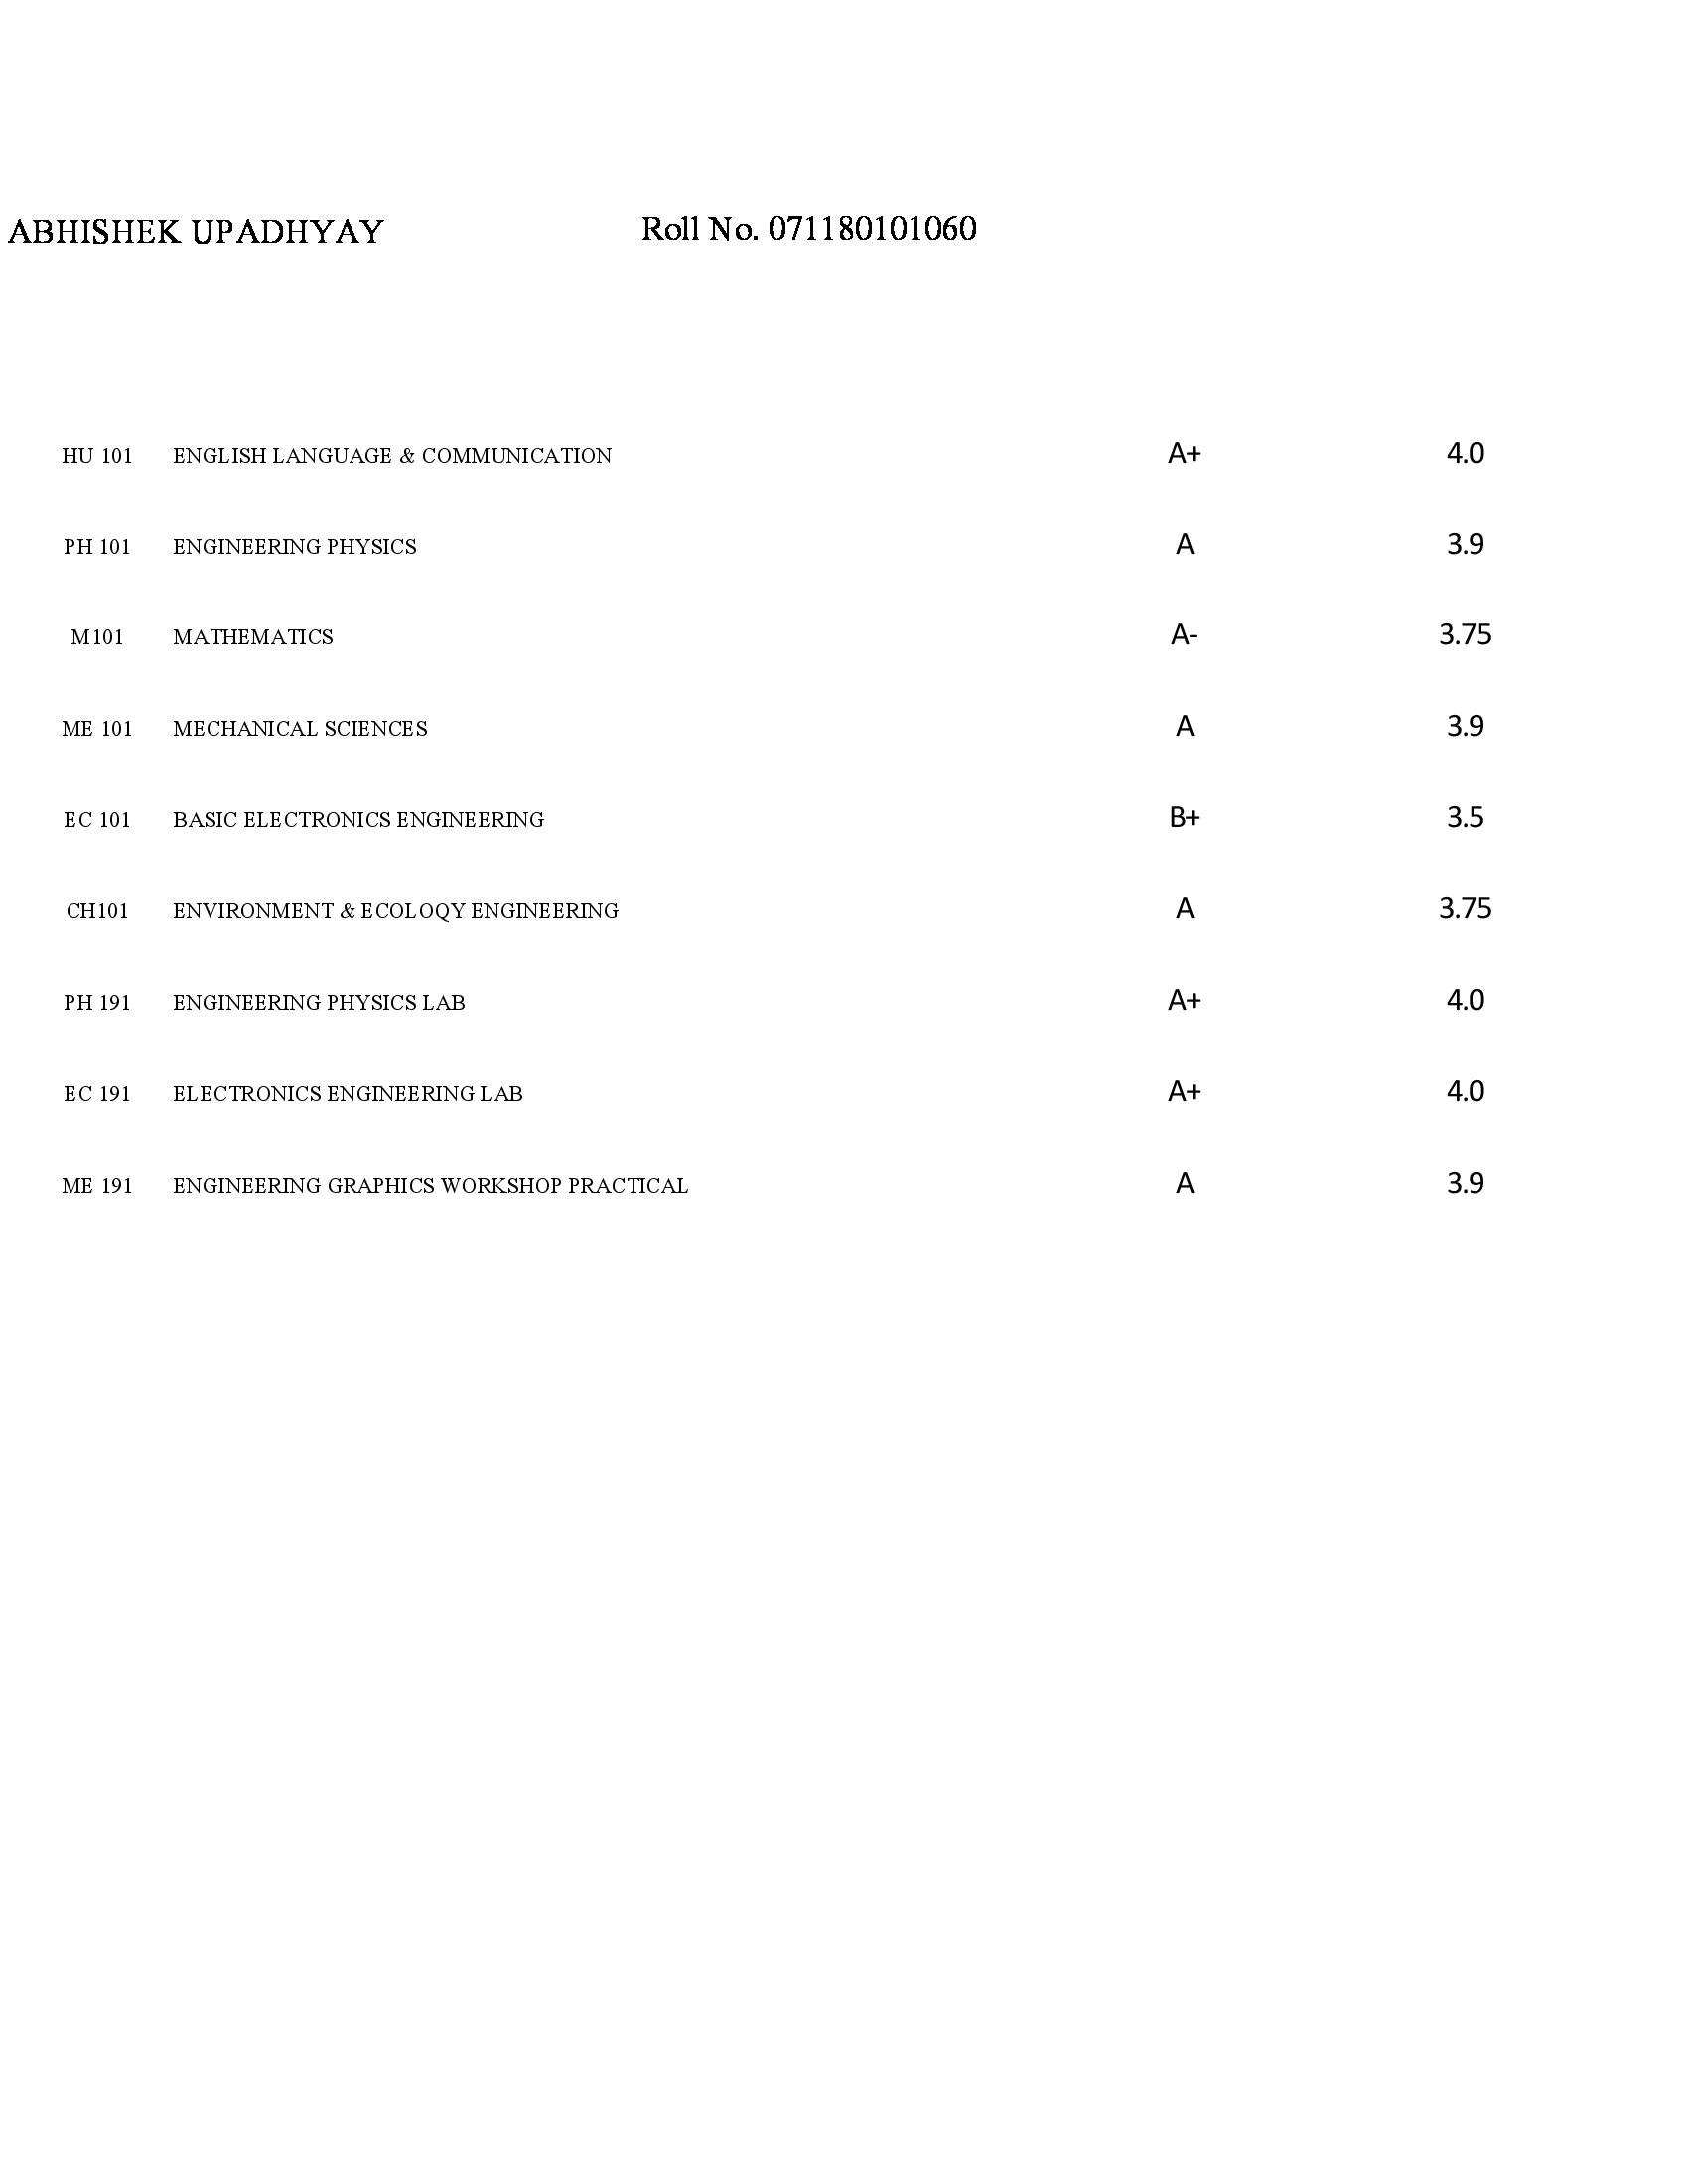 ABHISHEK UPADHYAY Roll No. 071180101060
HU 101 ENGLISH LANGUAGE & COMMUNICATION A+ 4.0
PH 101 ENGINEERING PHYSICS A 3.9
M101 MATHEMATICS A- 3.75
ME 101 MECHANICAL SCIENCES A 3.9
EC 101 BASIC ELECTRONICS ENGINEERING B+ 3.5
CH101 ENVIRONMENT & ECOLOQY ENGINEERING A 3.75
PH 191 ENGINEERING PHYSICS LAB A+ 4.0
EC 191 ELECTRONICS ENGINEERING LAB A+ 4.0
ME 191 ENGINEERING GRAPHICS WORKSHOP PRACTICAL A 3.9